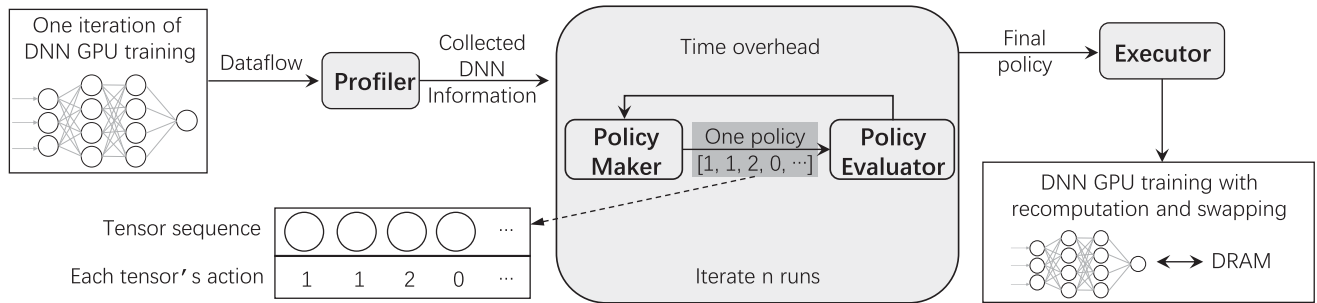 One iteration of
DNN GPU training
Dataflow
Profiler
Collected
DNN
Information
Time overhead
Policy
Maker
One policy
[1, 1, 2, 0, ···]
Policy
Evaluator
Iterate n runs
Final
policy
Executor
DNN GPU training with
recomputation and swapping
DRAM
Tensor sequence ···
Each tensor's action 1 1 2 0 ···